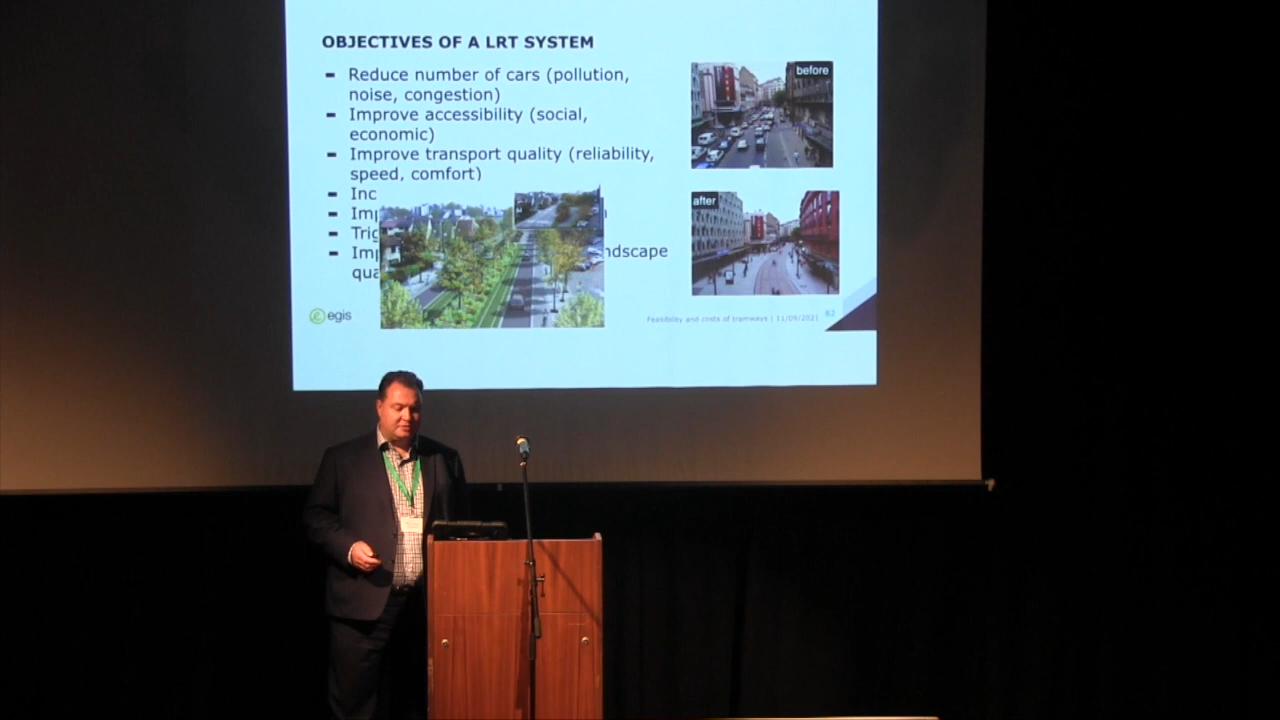 OBJECTIVES OF A LRT SYSTEM
- Reduce number of cars (pollution,
noise, congestion)
- Improve accessibility (social,
economic)
- Improve transport quality (reliability,
speed, comfort)
- Inc
- Imp
- Trig
- Imp ndscape
qua
before
after
egis
Feasibility and costs of tramways | 11/09/2021
82